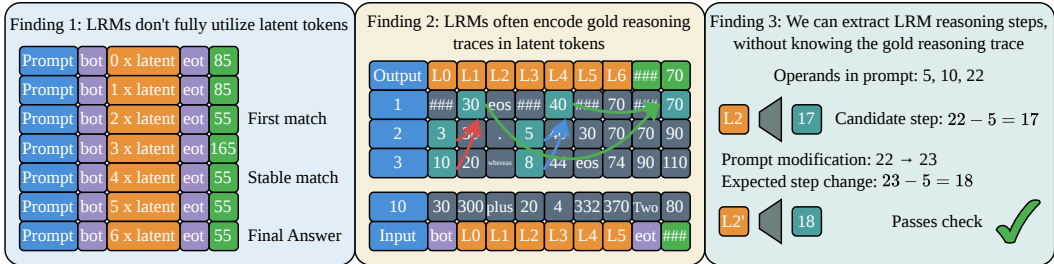 Finding 1: LRMs don't fully utilize latent tokens
Prompt bot 0 x latent eot 85
Prompt bot 1 x latent eot 85
Prompt bot 2 x latent eot 55 First match
Prompt bot 3 x latent eot 165
Prompt bot 4 x latent eot 55 Stable match
Prompt bot 5 x latent eot 55
Prompt bot 6 x latent eot 55 Final Answer
Finding 2: LRMs often encode gold reasoning
traces in latent tokens
Output L0 L1 L2 L3 L4 L5 L6 ### 70
1 ### 30 eos ### 40 ### 70 ### 70
2 3 . 5 30 70 70 90
3 10 20 whereas 8 44 eos 74 90 110
10 30 300 plus 20 4 332 370 Two 80
Input bot L0 L1 L2 L3 L4 L5 eot ###
Finding 3: We can extract LRM reasoning steps,
without knowing the gold reasoning trace
Operands in prompt: 5, 10, 22
L2 17 Candidate step: 22 − 5 = 17
Prompt modification: 22 → 23
Expected step change: 23 − 5 = 18
L2' 18 Passes check